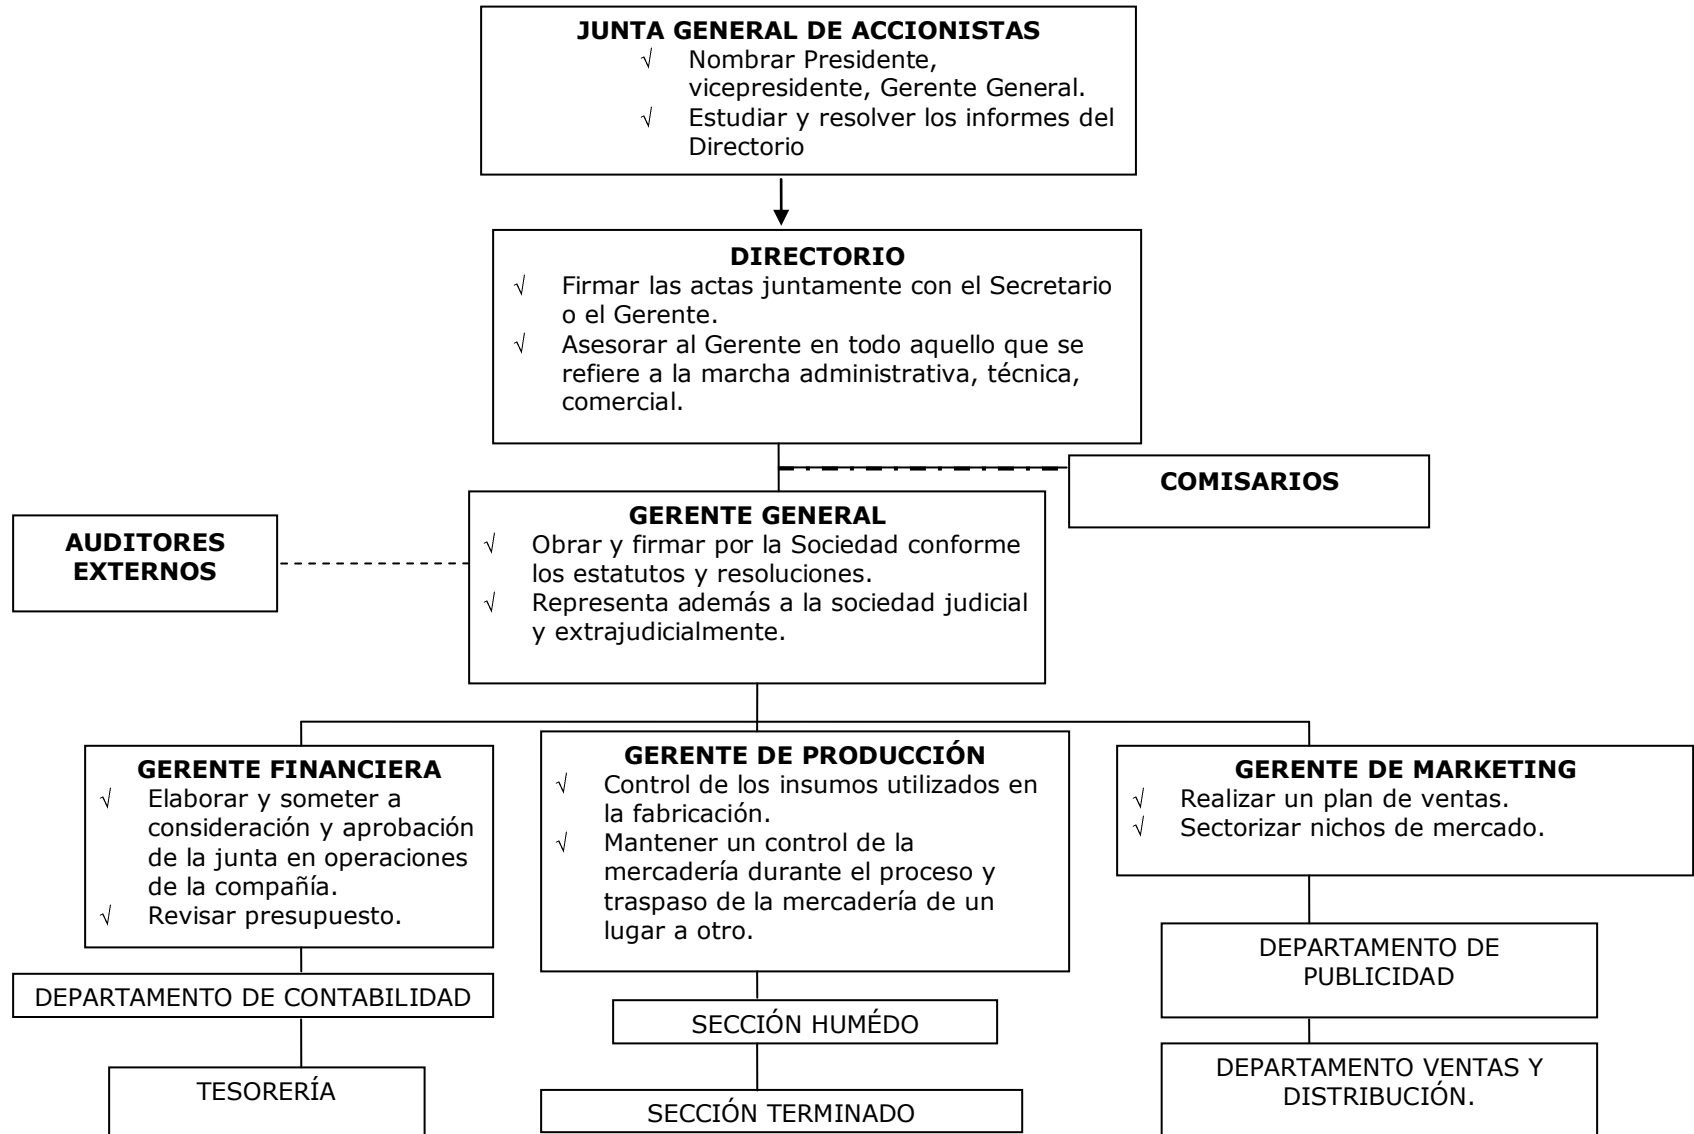 JUNTA GENERAL DE ACCIONISTAS
√ Nombrar Presidente,
vicepresidente, Gerente General.
√ Estudiar y resolver los informes del
Directorio
DIRECTORIO
√ Firmar las actas juntamente con el Secretario
o el Gerente.
√ Asesorar al Gerente en todo aquello que se
refiere a la marcha administrativa, técnica,
comercial.
COMISARIOS
AUDITORES
EXTERNOS
GERENTE GENERAL
√ Obrar y firmar por la Sociedad conforme
los estatutos y resoluciones.
√ Representa además a la sociedad judicial
y extrajudicialmente.
GERENTE FINANCIERA
√ Elaborar y someter a
consideración y aprobación
de la junta en operaciones
de la compañía.
√ Revisar presupuesto.
GERENTE DE PRODUCCIÓN
√ Control de los insumos utilizados en
la fabricación.
√ Mantener un control de la
mercadería durante el proceso y
traspaso de la mercadería de un
lugar a otro.
GERENTE DE MARKETING
√ Realizar un plan de ventas.
√ Sectorizar nichos de mercado.
DEPARTAMENTO DE CONTABILIDAD
TESORERÍA
SECCIÓN HUMÉDO
SECCIÓN TERMINADO
DEPARTAMENTO DE
PUBLICIDAD
DEPARTAMENTO VENTAS Y
DISTRIBUCIÓN.